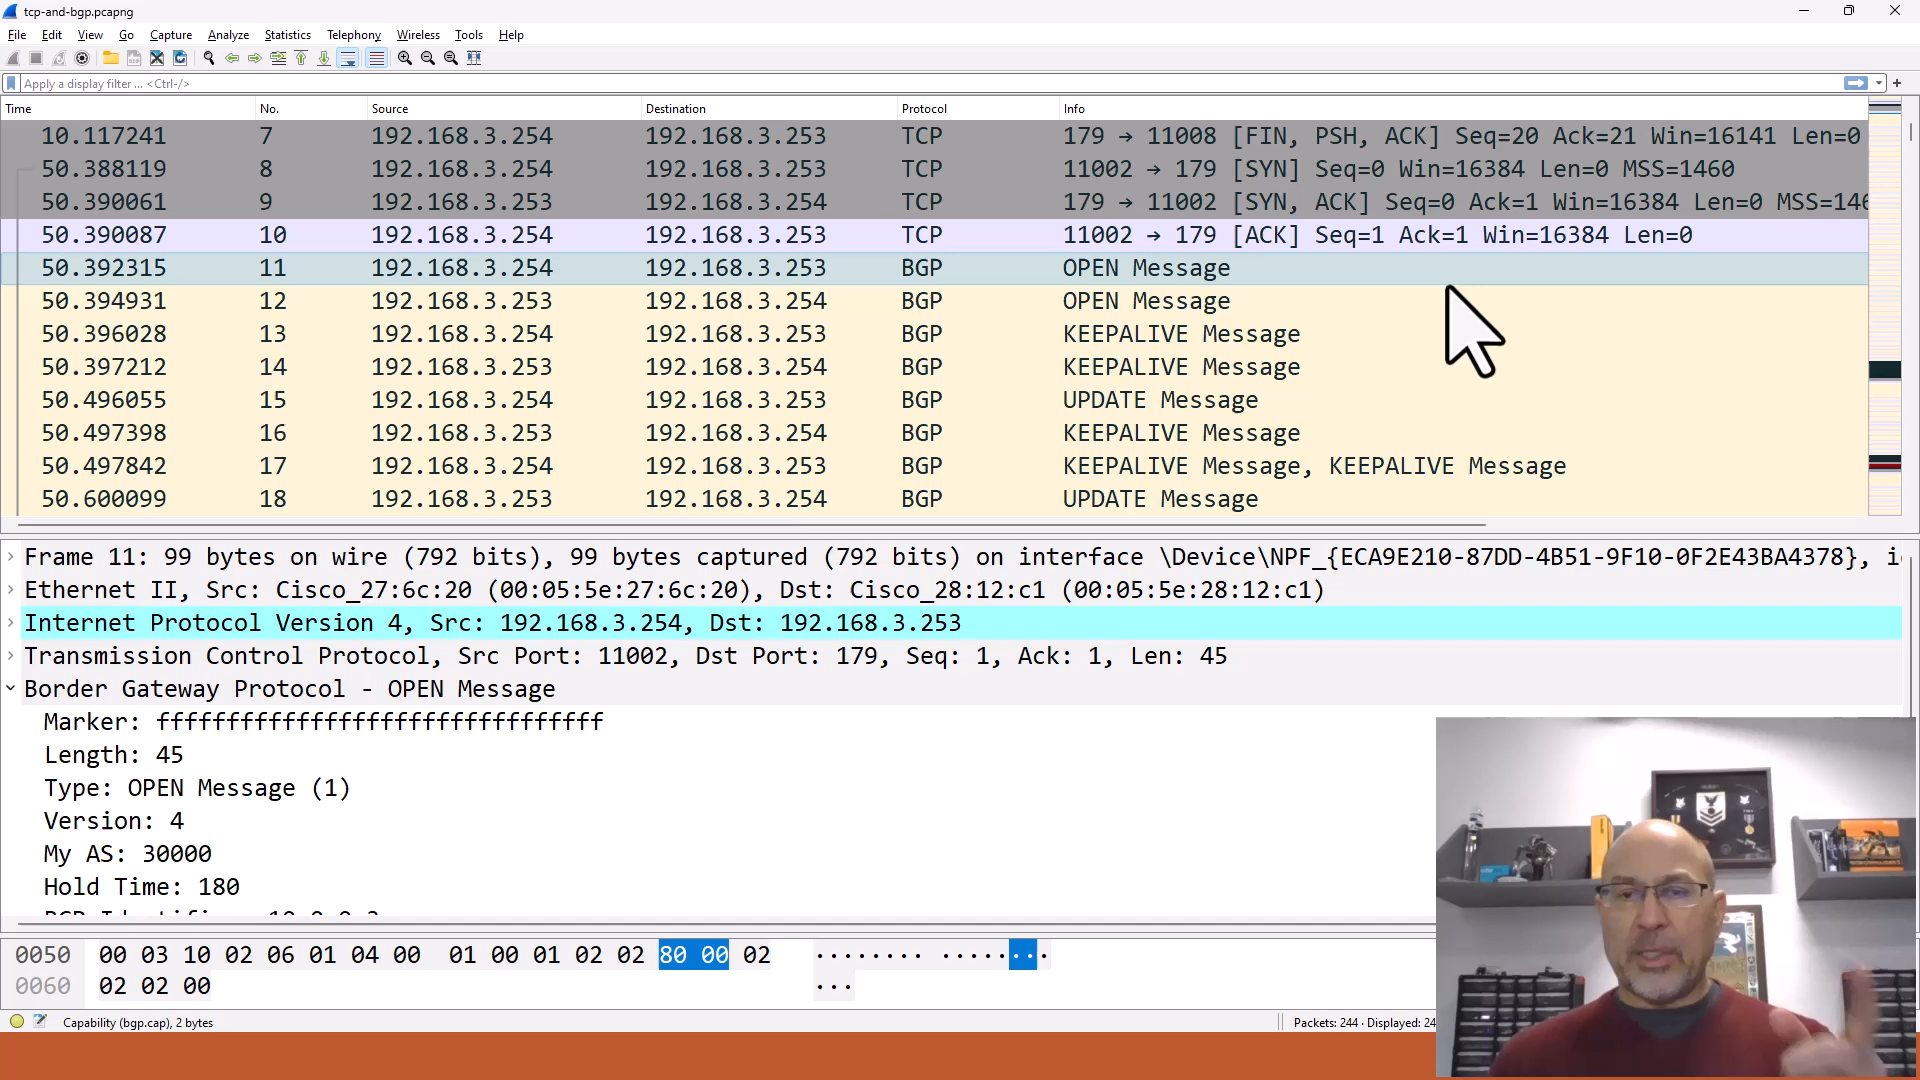 tcp-and-bgp.pcapng
File Edit View Go Capture Analyze Statistics Telephony Wireless Tools Help
Apply a display filter ... <Ctrl-/>
Time No. Source Destination Protocol Info
10.117241 7 192.168.3.254 192.168.3.253 TCP 179 → 11008 [FIN, PSH, ACK] Seq=20 Ack=21 Win=16141 Len=0
50.388119 8 192.168.3.254 192.168.3.253 TCP 11002 → 179 [SYN] Seq=0 Win=16384 Len=0 MSS=1460
50.390061 9 192.168.3.253 192.168.3.254 TCP 179 → 11002 [SYN, ACK] Seq=0 Ack=1 Win=16384 Len=0
50.390087 10 192.168.3.254 192.168.3.253 TCP 11002 → 179 [ACK] Seq=1 Ack=1 Win=16384 Len=0
50.392315 11 192.168.3.254 192.168.3.253 BGP OPEN Message
50.394931 12 192.168.3.253 192.168.3.254 BGP OPEN Message
50.396028 13 192.168.3.254 192.168.3.253 BGP KEEPALIVE Message
50.397212 14 192.168.3.253 192.168.3.254 BGP KEEPALIVE Message
50.496055 15 192.168.3.254 192.168.3.253 BGP UPDATE Message
50.497398 16 192.168.3.253 192.168.3.254 BGP KEEPALIVE Message
50.497842 17 192.168.3.254 192.168.3.253 BGP KEEPALIVE Message, KEEPALIVE Message
50.600099 18 192.168.3.253 192.168.3.254 BGP UPDATE Message
Frame 11: 99 bytes on wire (792 bits), 99 bytes captured (792 bits) on interface \Device\NPF_{ECA9E210-87DD-4B51-9F10-0F2E43BA4378},
Ethernet II, Src: Cisco_27:6c:20 (00:05:5e:27:6c:20), Dst: Cisco_28:12:c1 (00:05:5e:28:12:c1)
Internet Protocol Version 4, Src: 192.168.3.254, Dst: 192.168.3.253
Transmission Control Protocol, Src Port: 11002, Dst Port: 179, Seq: 1, Ack: 1, Len: 45
Border Gateway Protocol - OPEN Message
Marker: ffffffffffffffffffffffffffffffff
Length: 45
Type: OPEN Message (1)
Version: 4
My AS: 30000
Hold Time: 180
0050 00 03 10 02 06 01 04 00 01 00 01 02 02 80 00 02 ········ ········
0060 02 02 00 ···
Capability (bgp.cap), 2 bytes
Packets: 244 · Displayed: